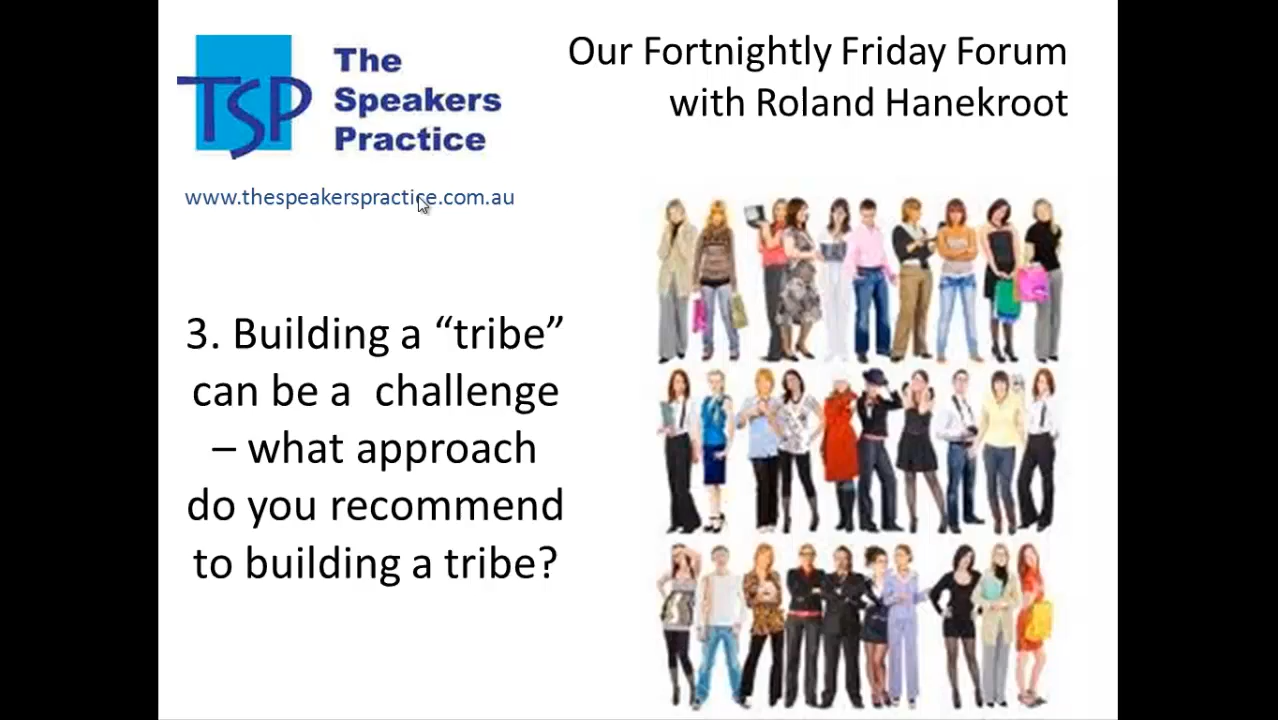 TSP
The
Speakers
Practice
Our Fortnightly Friday Forum
with Roland Hanekroot
www.thespeakerspractice.com.au
3. Building a “tribe”
can be a challenge
– what approach
do you recommend
to building a tribe?